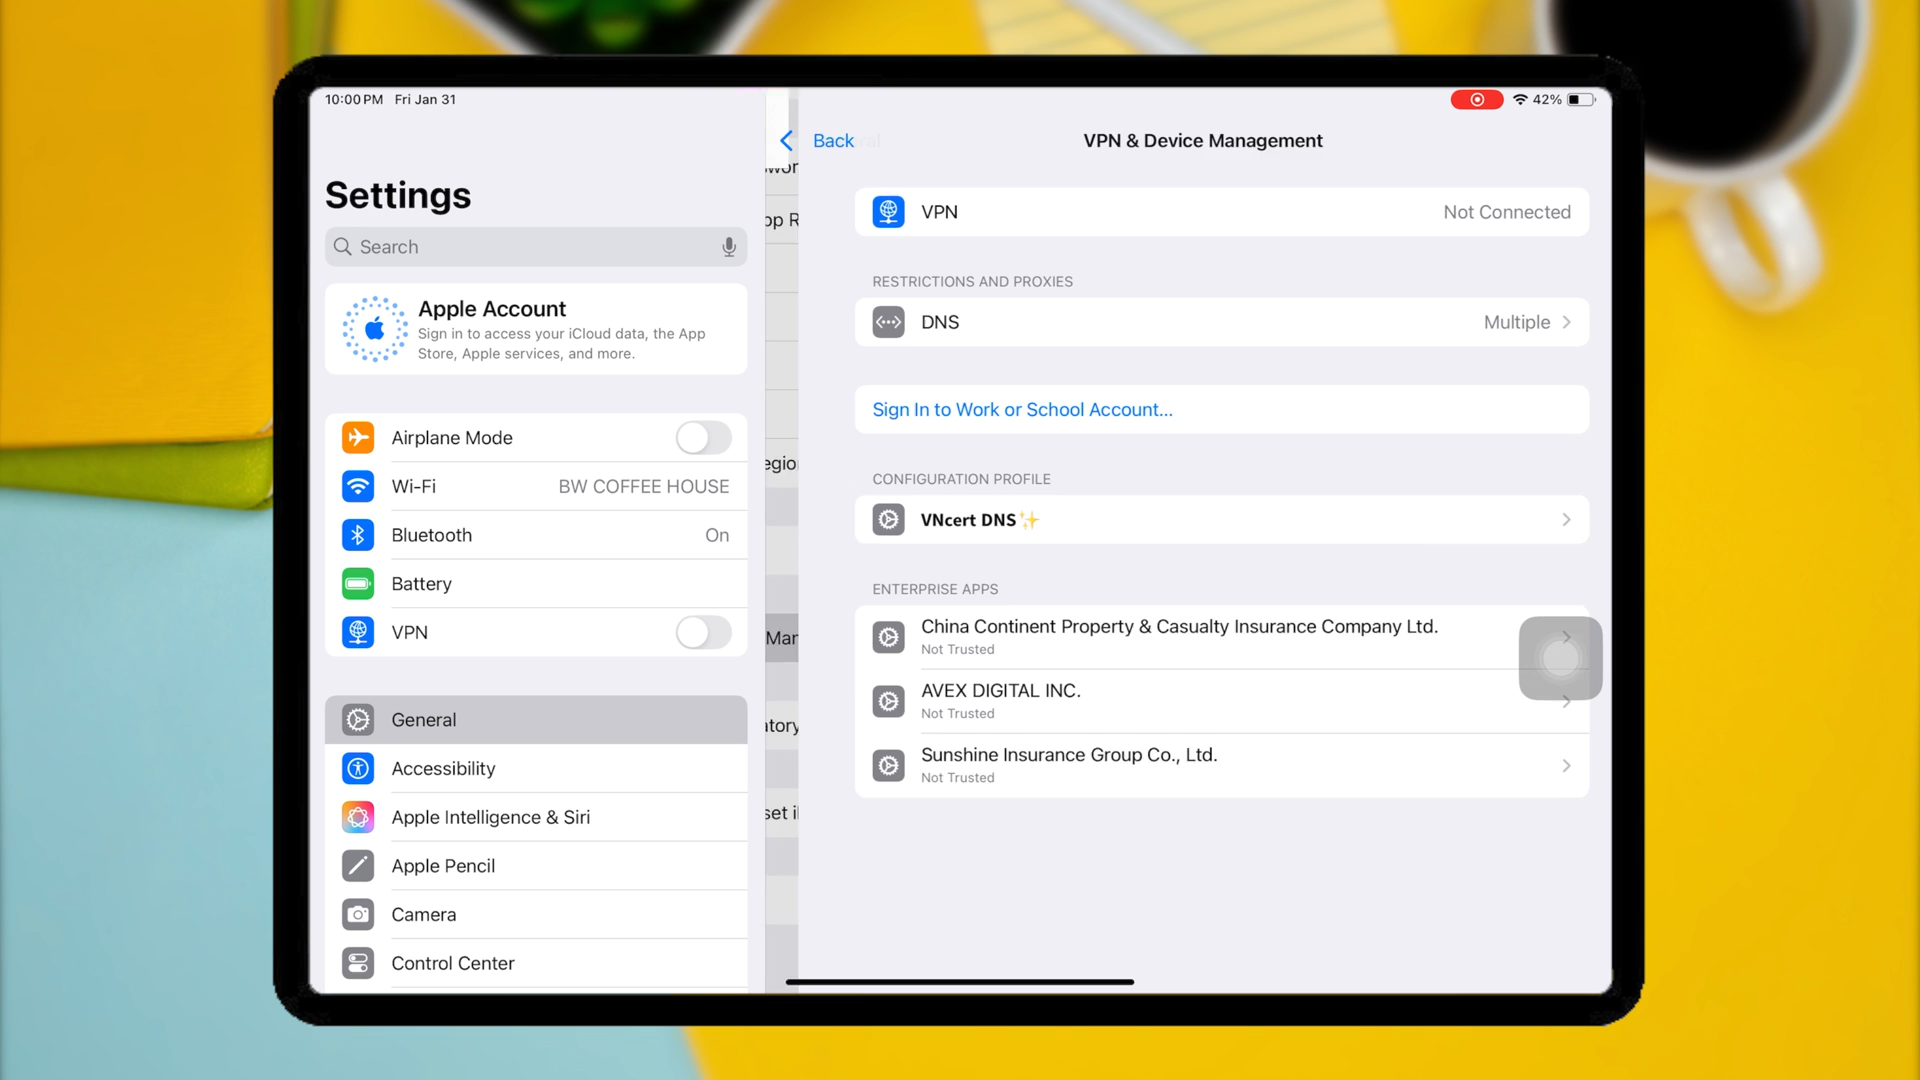 10:00 PM Fri Jan 31
42%
Settings
Search
Apple Account
Sign in to access your iCloud data, the App
Store, Apple services, and more.
Airplane Mode
Wi-Fi BW COFFEE HOUSE
Bluetooth On
Battery
VPN
General
Accessibility
Apple Intelligence & Siri
Apple Pencil
Camera
Control Center
Back
VPN & Device Management
VPN Not Connected
RESTRICTIONS AND PROXIES
DNS Multiple
Sign In to Work or School Account...
CONFIGURATION PROFILE
VNcert DNS✨
ENTERPRISE APPS
China Continent Property & Casualty Insurance Company Ltd.
Not Trusted
AVEX DIGITAL INC.
Not Trusted
Sunshine Insurance Group Co., Ltd.
Not Trusted